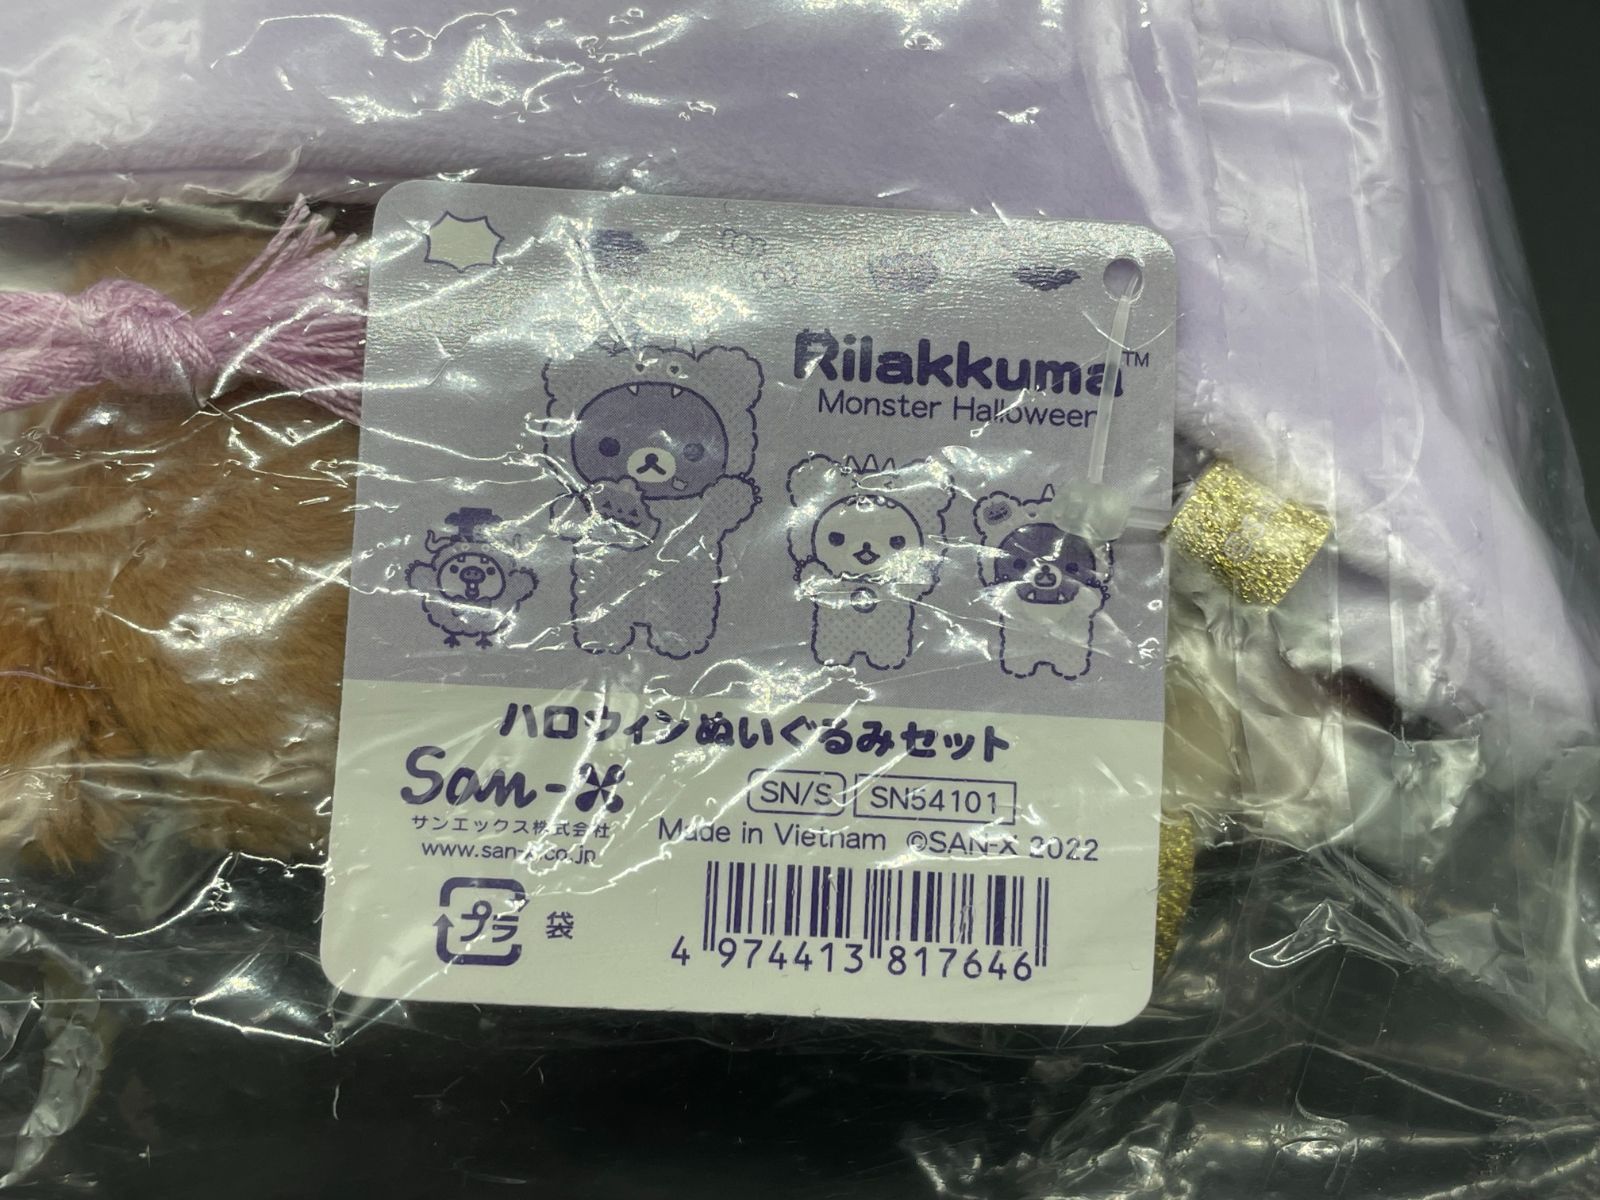 Rilakkuma™
Monster Halloween
ハロウィンぬいぐるみセット
San-X
サンエックス株式会社
www.san-x.co.jp
SN/S SN54101
Made in Vietnam ©SAN-X 2022
プラ 袋
4 974413 817646